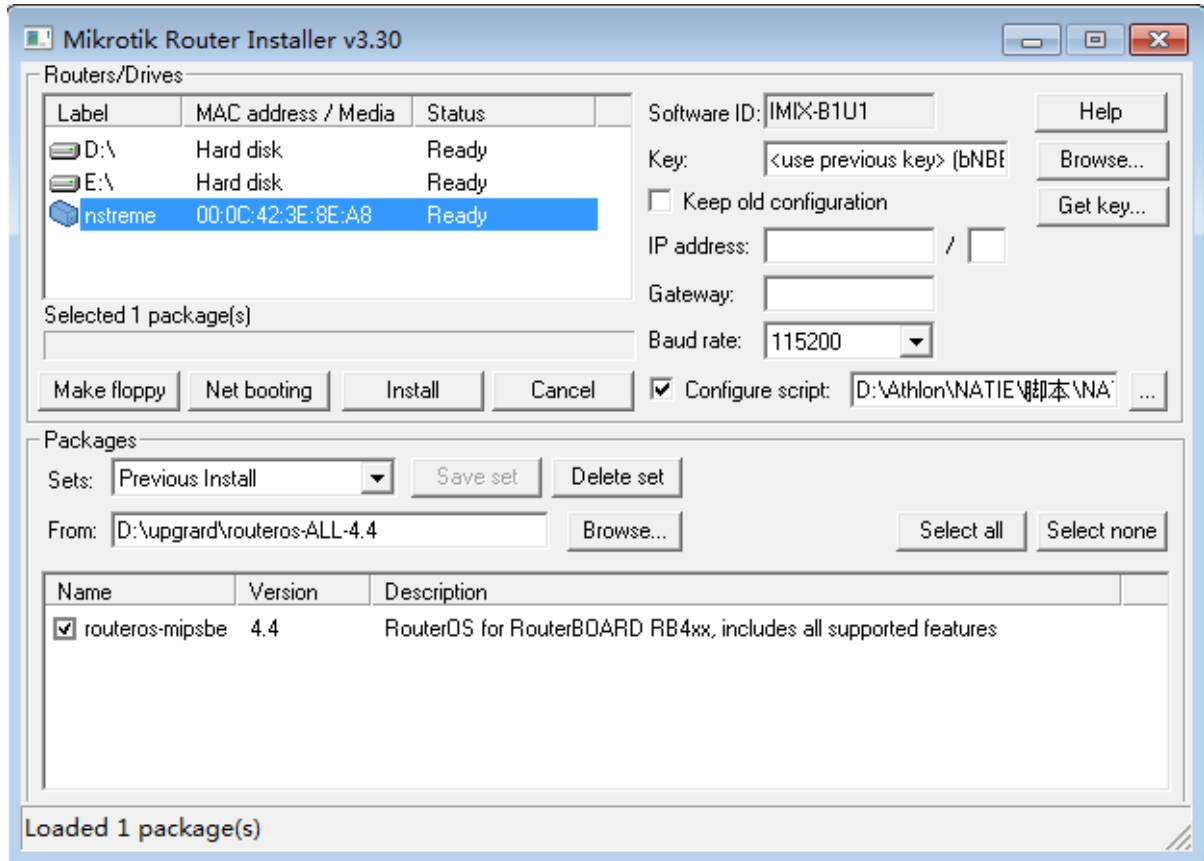 Mikrotik Router Installer v3.30
Routers/Drives
Label MAC address / Media Status
D:\ Hard disk Ready
E:\ Hard disk Ready
nstreme 00:0C:42:3E:8E:A8 Ready
Selected 1 package(s)
Make floppy Net booting Install Cancel
Software ID: IMIX-B1U1 Help
Key: <use previous key> (bNBE Browse...
Keep old configuration Get key...
IP address: /
Gateway:
Baud rate: 115200
Configure script: D:\Athlon\NATIE\脚本\NA ...
Packages
Sets: Previous Install Save set Delete set
From: D:\upgrard\routeros-ALL-4.4 Browse... Select all Select none
Name Version Description
routeros-mipsbe 4.4 RouterOS for RouterBOARD RB4xx, includes all supported features
Loaded 1 package(s)